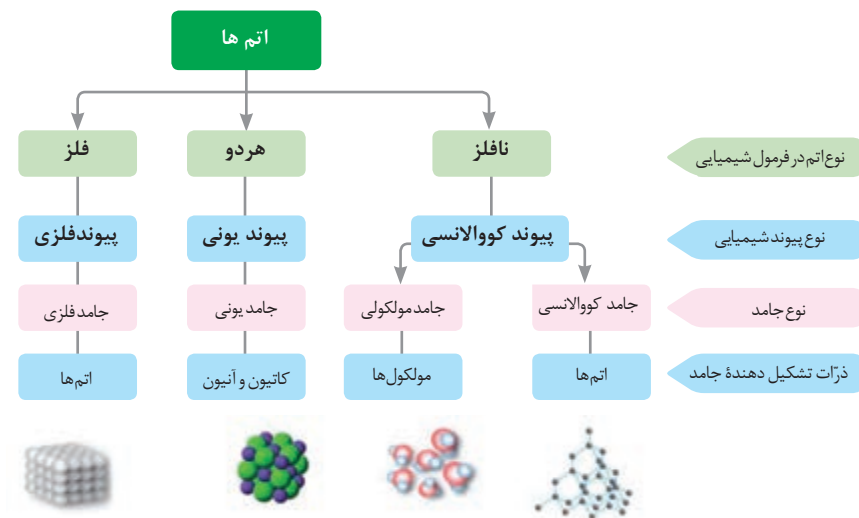 اتم ها
نافلز
هردو
فلز
نوع اتم در فرمول شیمیایی
پیوند کووالانسی
پیوند یونی
پیوندفلزی
نوع پیوند شیمیایی
جامد کووالانسی
جامد مولکولی
جامد یونی
جامد فلزی
نوع جامد
اتم‌ها
مولکول‌ها
کاتیون و آنیون
اتم‌ها
ذرّات تشکیل دهندهٔ جامد